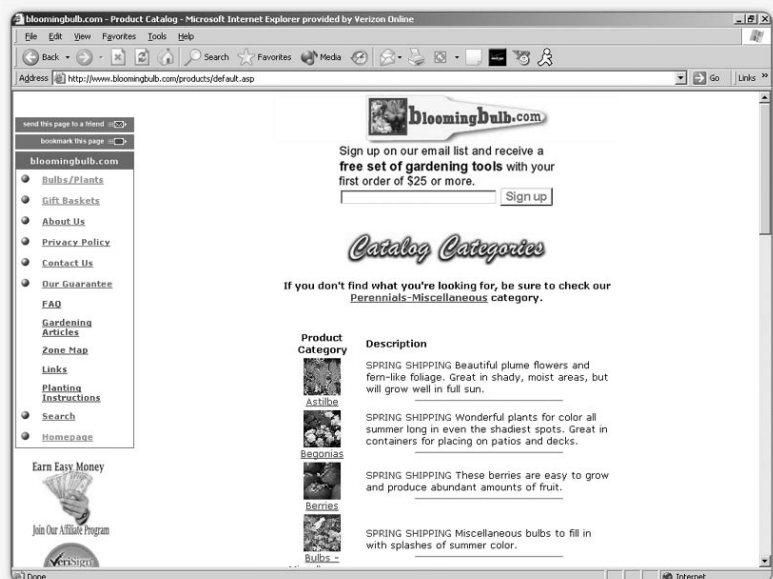 bloomingbulb.com - Product Catalog - Microsoft Internet Explorer provided by Verizon Online
File Edit View Favorites Tools Help
Back Search Favorites Media
Address http://www.bloomingbulb.com/products/default.asp Go Links »
send this page to a friend
bookmark this page
bloomingbulb.com
Bulbs/Plants
Gift Baskets
About Us
Privacy Policy
Contact Us
Our Guarantee
FAQ
Gardening
Articles
Zone Map
Links
Planting
Instructions
Search
Homepage
Earn Easy Money
Join Our Affiliate Program
VeriSign
bloomingbulb.com
Sign up on our email list and receive a
free set of gardening tools with your
first order of $25 or more.
Sign up
Catalog Categories
If you don't find what you're looking for, be sure to check our
Perennials-Miscellaneous category.
Product
Category
Description
Astilbe
SPRING SHIPPING Beautiful plume flowers and
fern-like foliage. Great in shady, moist areas, but
will grow well in full sun.
Begonias
SPRING SHIPPING Wonderful plants for color all
summer long in even the shadiest spots. Great in
containers for placing on patios and decks.
Berries
SPRING SHIPPING These berries are easy to grow
and produce abundant amounts of fruit.
Bulbs -
SPRING SHIPPING Miscellaneous bulbs to fill in
with splashes of summer color.
Done Internet